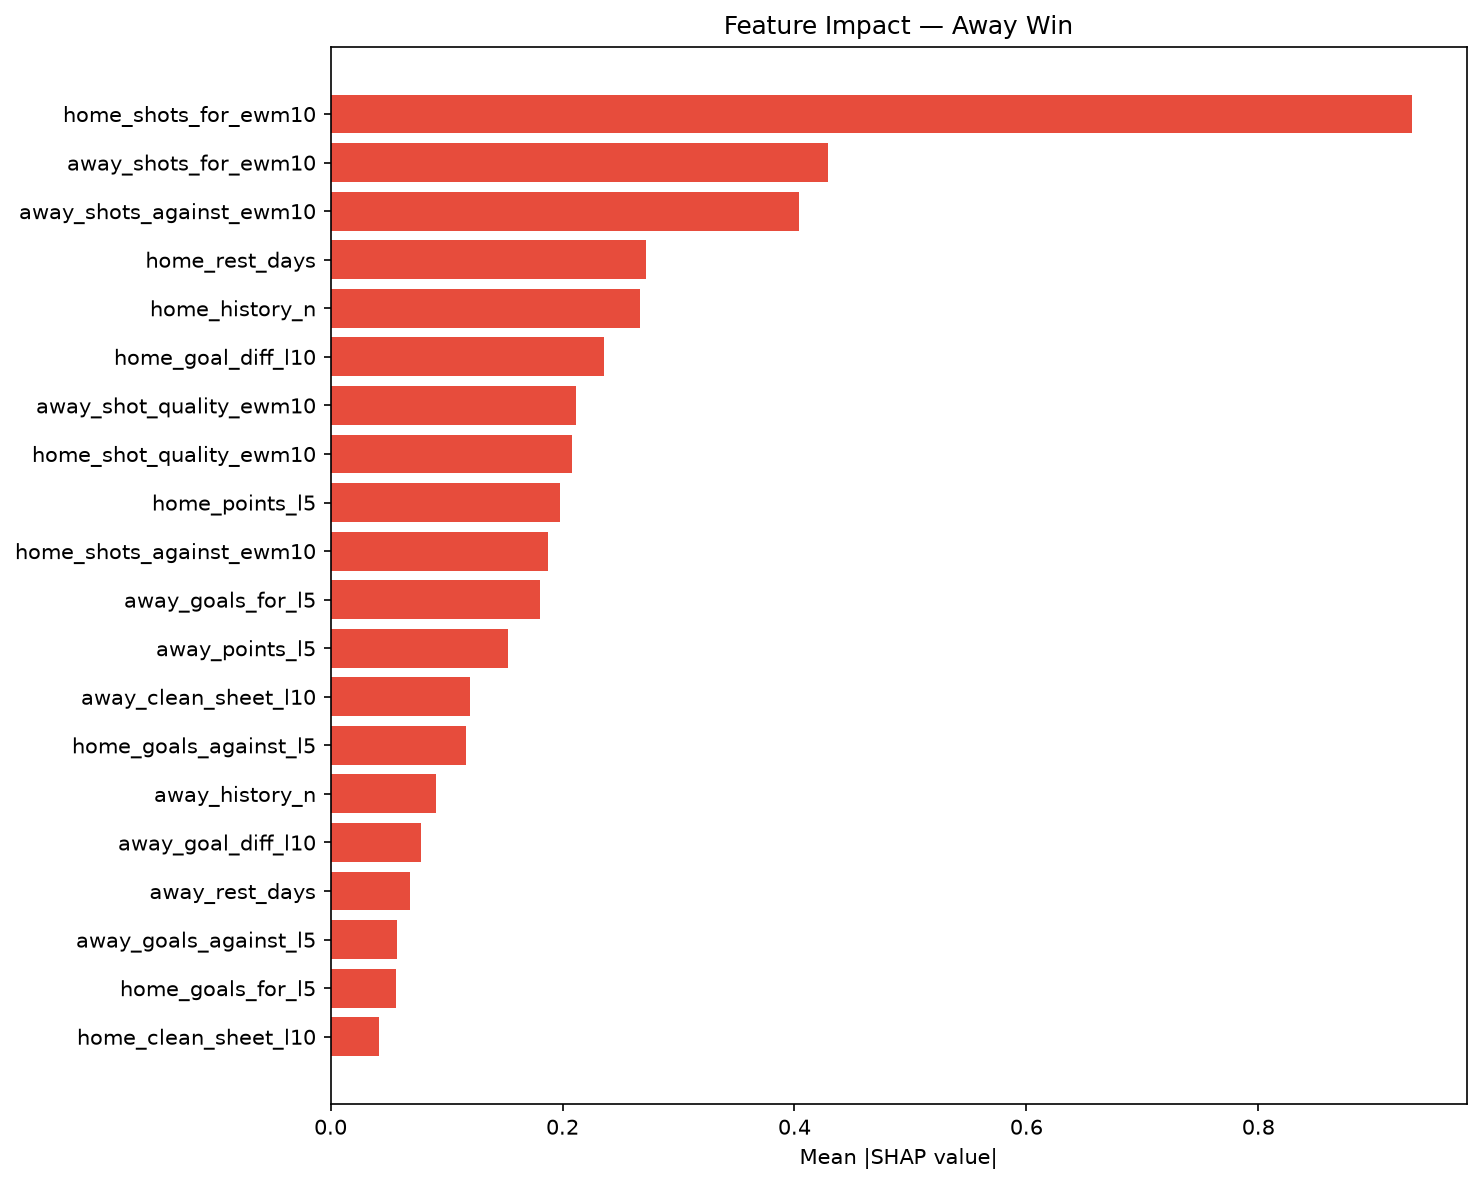 Feature Impact — Away Win
home_shots_for_ewm10
away_shots_for_ewm10
away_shots_against_ewm10
home_rest_days
home_history_n
home_goal_diff_l10
away_shot_quality_ewm10
home_shot_quality_ewm10
home_points_l5
home_shots_against_ewm10
away_goals_for_l5
away_points_l5
away_clean_sheet_l10
home_goals_against_l5
away_history_n
away_goal_diff_l10
away_rest_days
away_goals_against_l5
home_goals_for_l5
home_clean_sheet_l10
0.0 0.2 0.4 0.6 0.8
Mean |SHAP value|